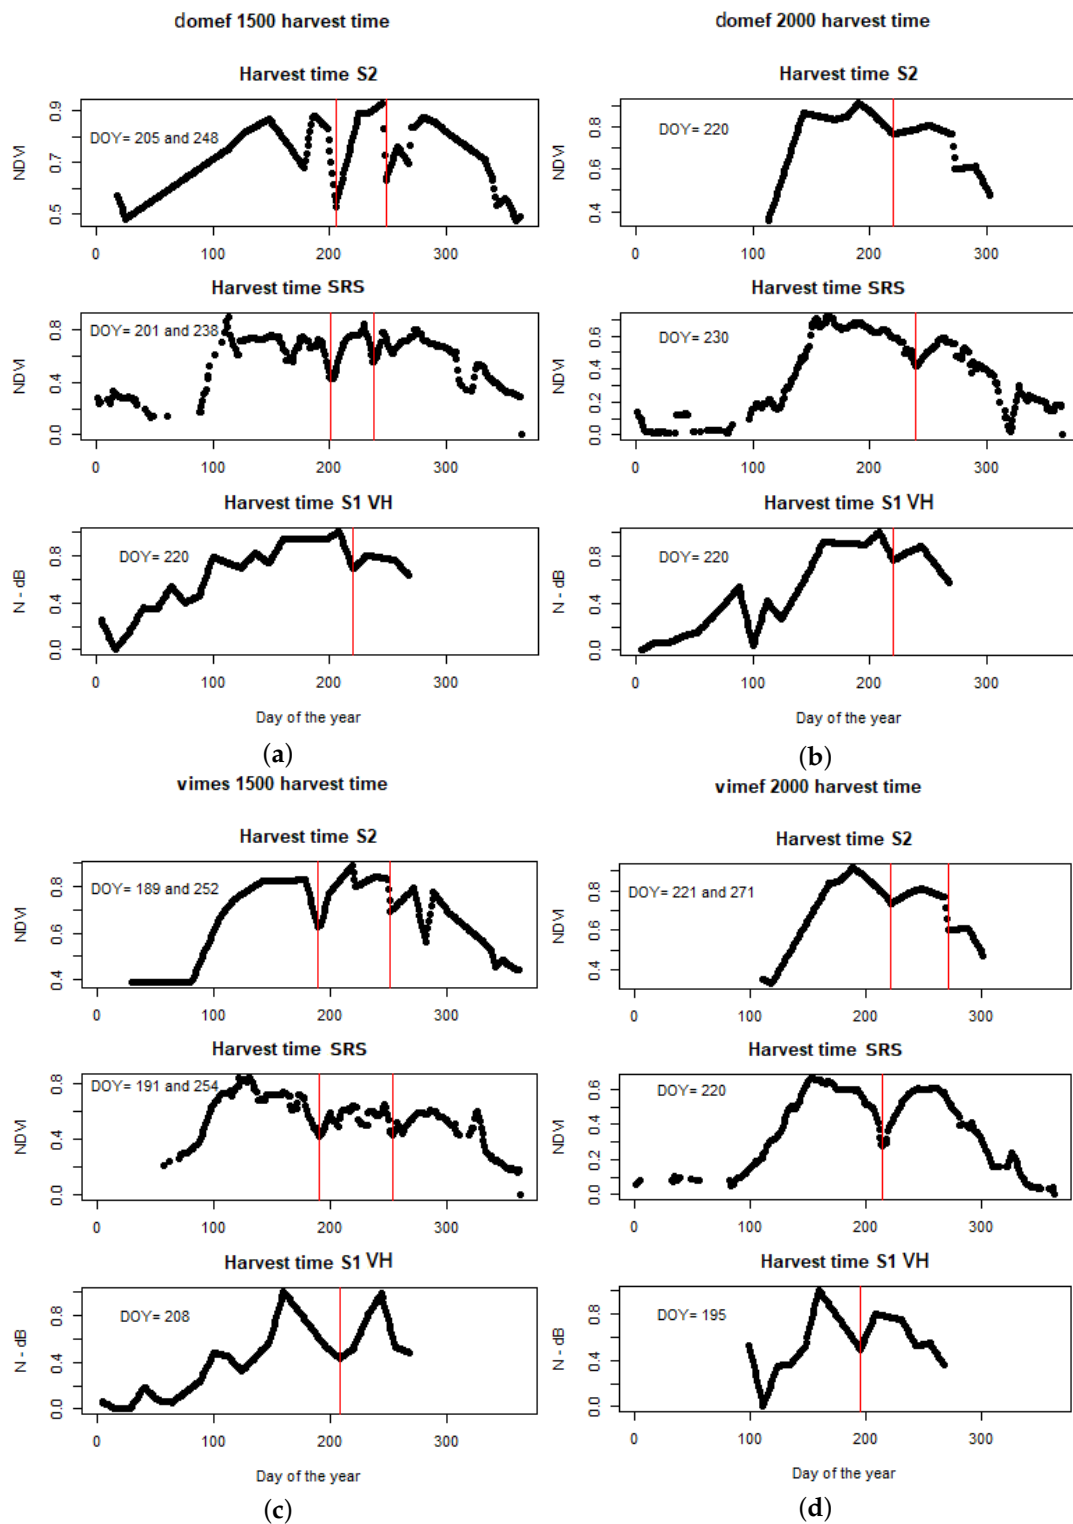 domef 1500 harvest time
Harvest time S2
DOY= 205 and 248
NDVI
0.5 0.7 0.9
0 100 200 300
Harvest time SRS
DOY= 201 and 238
NDVI
0.0 0.4 0.8
0 100 200 300
Harvest time S1 VH
DOY= 220
N - dB
0.0 0.4 0.8
0 100 200 300
Day of the year
(a)
domef 2000 harvest time
Harvest time S2
DOY= 220
NDVI
0.4 0.6 0.8
0 100 200 300
Harvest time SRS
DOY= 230
NDVI
0.0 0.2 0.4 0.6
0 100 200 300
Harvest time S1 VH
DOY= 220
N - dB
0.0 0.4 0.8
0 100 200 300
Day of the year
(b)
vimes 1500 harvest time
Harvest time S2
DOY= 189 and 252
NDVI
0.4 0.6 0.8
0 100 200 300
Harvest time SRS
DOY= 191 and 254
NDVI
0.0 0.4 0.8
0 100 200 300
Harvest time S1 VH
DOY= 208
N - dB
0.0 0.4 0.8
0 100 200 300
Day of the year
(c)
vimef 2000 harvest time
Harvest time S2
DOY= 221 and 271
NDVI
0.4 0.6 0.8
0 100 200 300
Harvest time SRS
DOY= 220
NDVI
0.0 0.2 0.4 0.6
0 100 200 300
Harvest time S1 VH
DOY= 195
N - dB
0.0 0.4 0.8
0 100 200 300
Day of the year
(d)